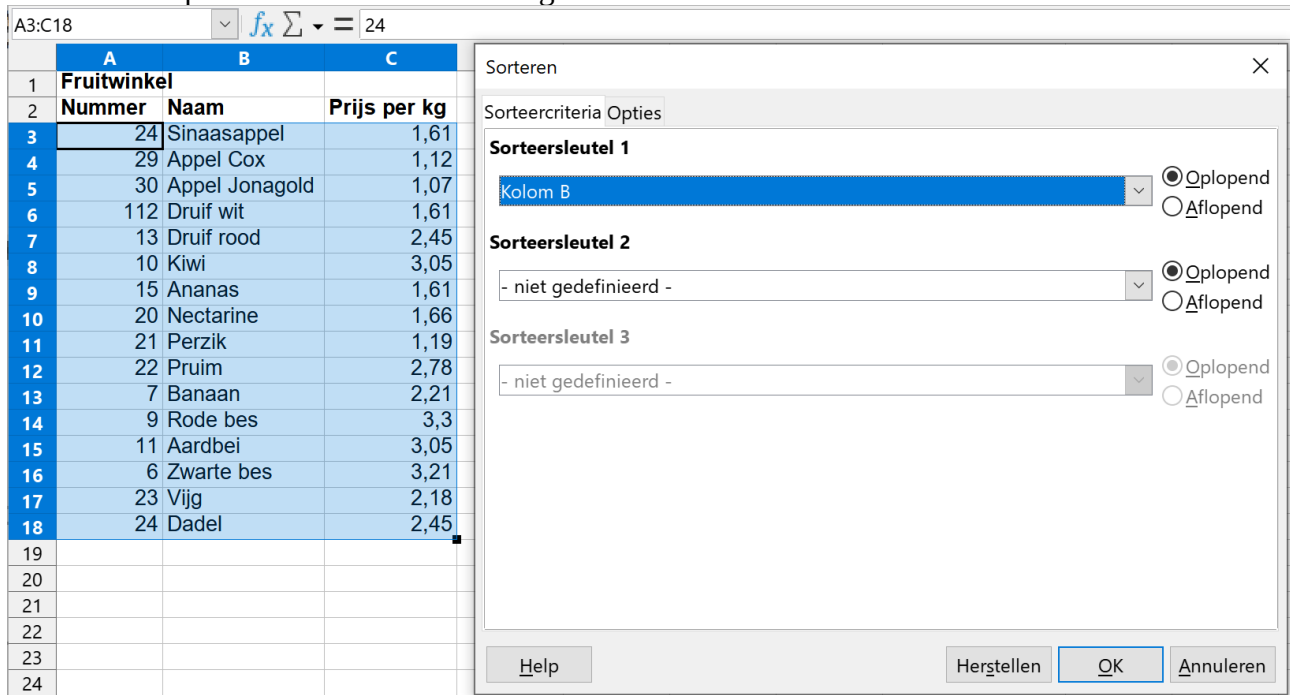 A3:C18 fx Σ = 24
A B C
1 Fruitwinkel
2 Nummer Naam Prijs per kg
3 24 Sinaasappel 1,61
4 29 Appel Cox 1,12
5 30 Appel Jonagold 1,07
6 112 Druif wit 1,61
7 13 Druif rood 2,45
8 10 Kiwi 3,05
9 15 Ananas 1,61
10 20 Nectarine 1,66
11 21 Perzik 1,19
12 22 Pruim 2,78
13 7 Banaan 2,21
14 9 Rode bes 3,3
15 11 Aardbei 3,05
16 6 Zwarte bes 3,21
17 23 Vijg 2,18
18 24 Dadel 2,45
19
20
21
22
23
24
Sorteren
Sorteercriteria Opties
Sorteersleutel 1
Kolom B
Oplopend
Aflopend
Sorteersleutel 2
- niet gedefinieerd -
Oplopend
Aflopend
Sorteersleutel 3
- niet gedefinieerd -
Oplopend
Aflopend
Help Herstellen OK Annuleren